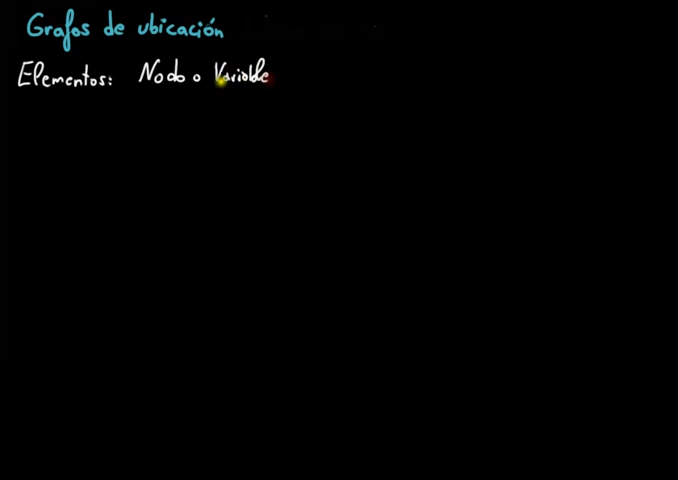 Grafos de ubicación
Elementos: Nodo o Variable